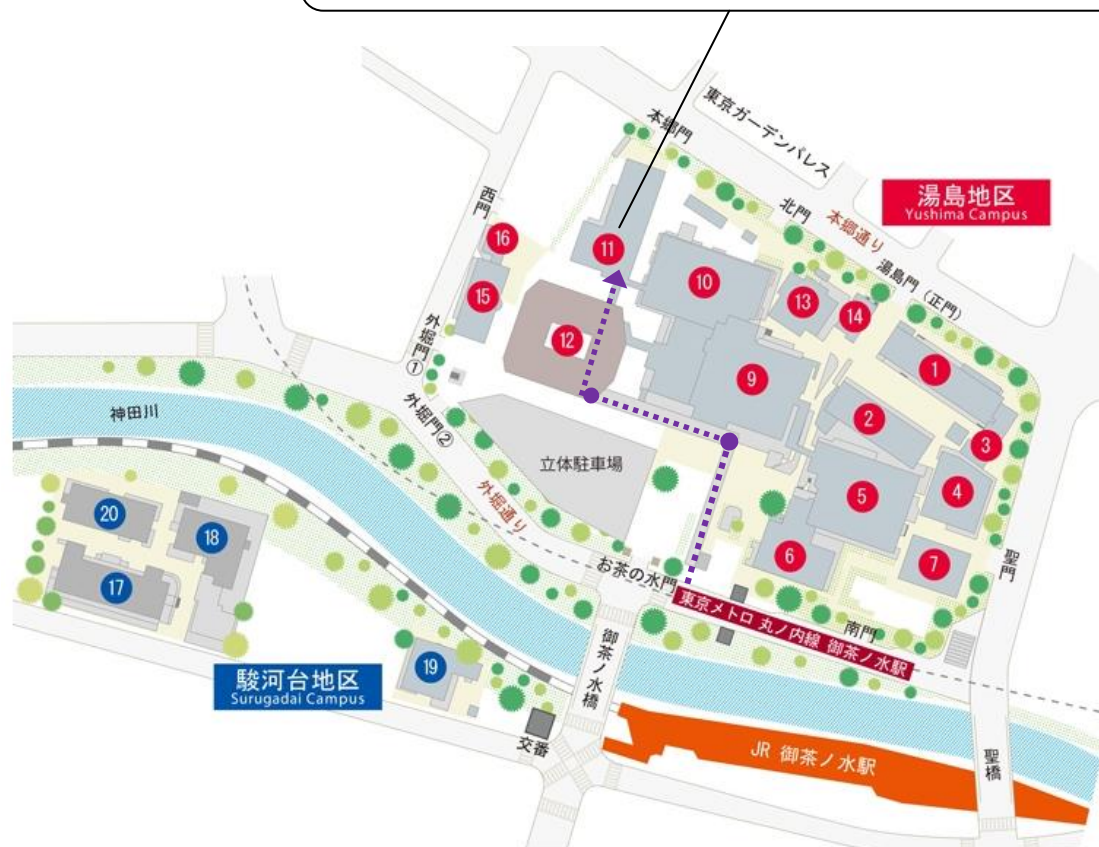 東京ガーデンパレス
本郷門
湯島地区
Yushima Campus
西門
北門
本郷通り
湯島門(正門)
16
11
10
15
13
14
12
1
外堀門①
9
2
神田川
外堀門②
3
立体駐車場
4
5
外堀通り
20
18
6
7
聖門
お茶の水門
17
東京メトロ 丸ノ内線 御茶ノ水駅
南門
御茶ノ水橋
19
駿河台地区
Surugadai Campus
交番
JR 御茶ノ水駅
聖橋